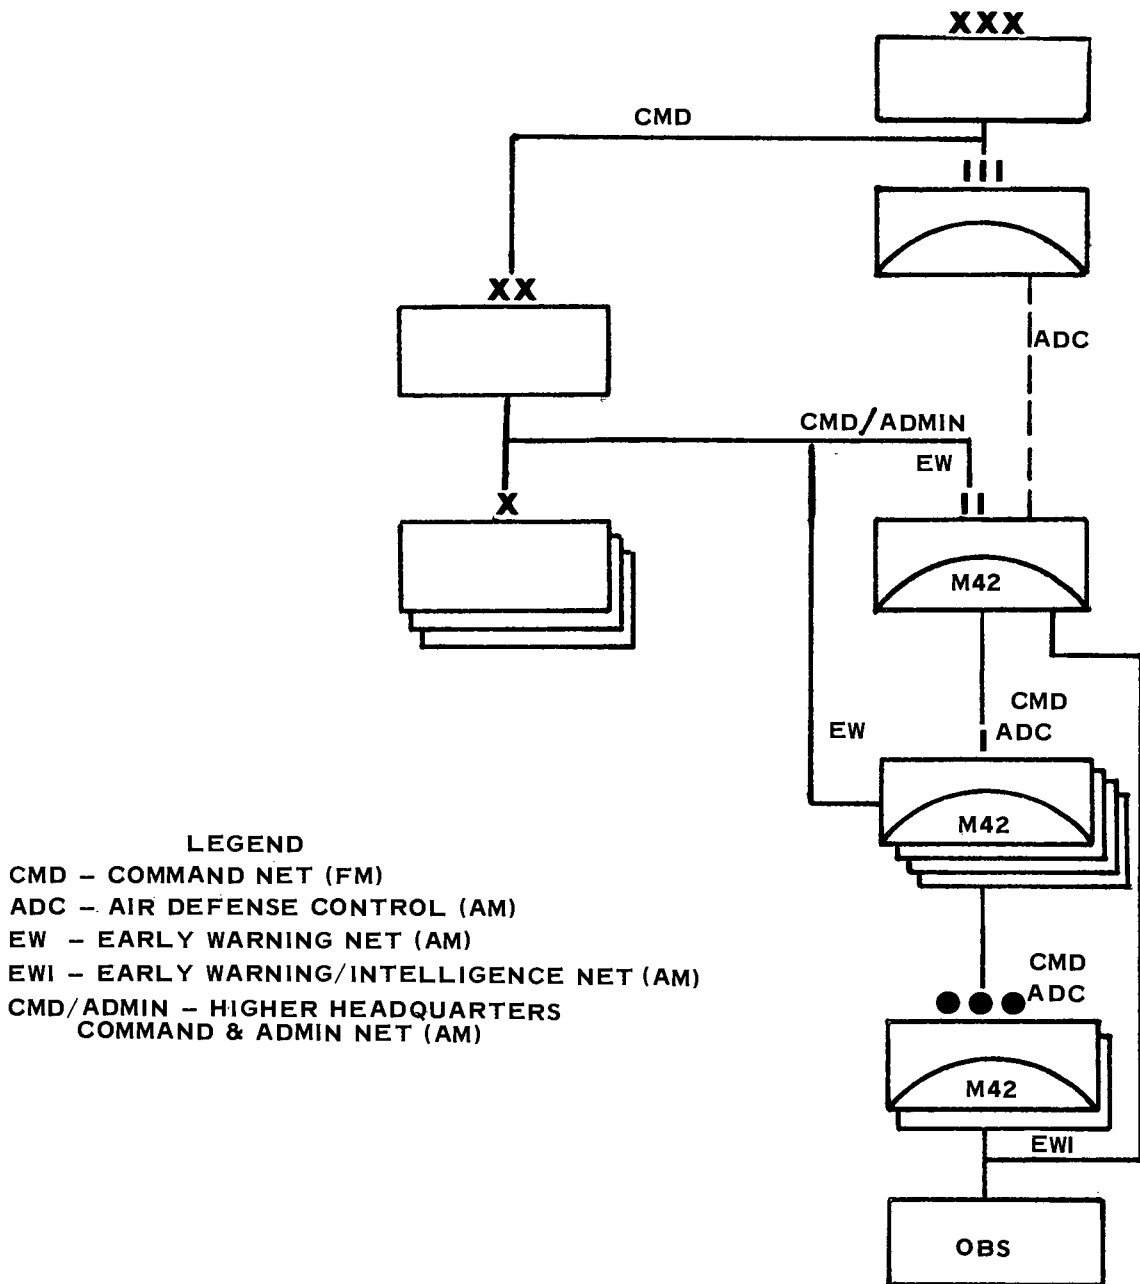 XXX
CMD
III
XX
ADC
CMD/ADMIN
EW
X
II
M42
CMD
EW
ADC
I
M42
LEGEND
CMD – COMMAND NET (FM)
ADC – AIR DEFENSE CONTROL (AM)
EW – EARLY WARNING NET (AM)
EWI – EARLY WARNING/INTELLIGENCE NET (AM)
CMD/ADMIN – HIGHER HEADQUARTERS
COMMAND & ADMIN NET (AM)
CMD
ADC
●●●
M42
EWI
OBS